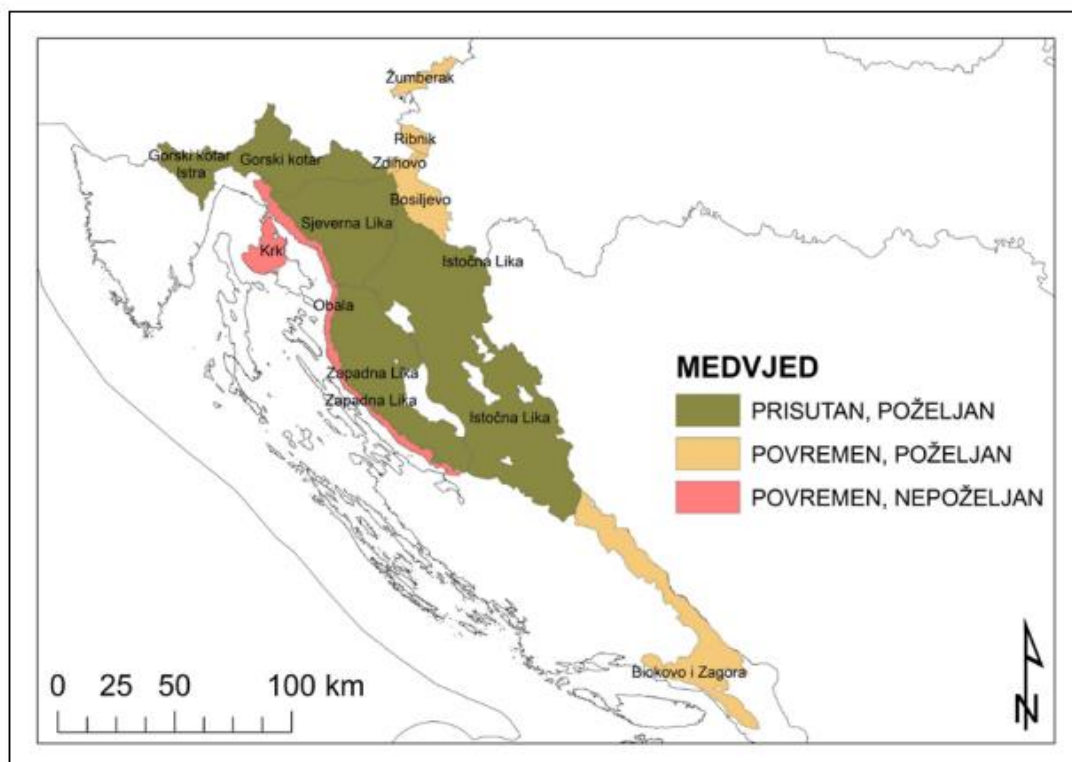 Žumberak
Ribnik
Zdihovo
Bosiljevo
Gorski kotar
Istra
Gorski kotar
Sjeverna Lika
Krk
Istočna Lika
Obala
Zapadna Lika
Zapadna Lika
Istočna Lika
Biokovo i Zagora
MEDVJED
PRISUTAN, POŽELJAN
POVREMEN, POŽELJAN
POVREMEN, NEPOŽELJAN
0 25 50 100 km
N